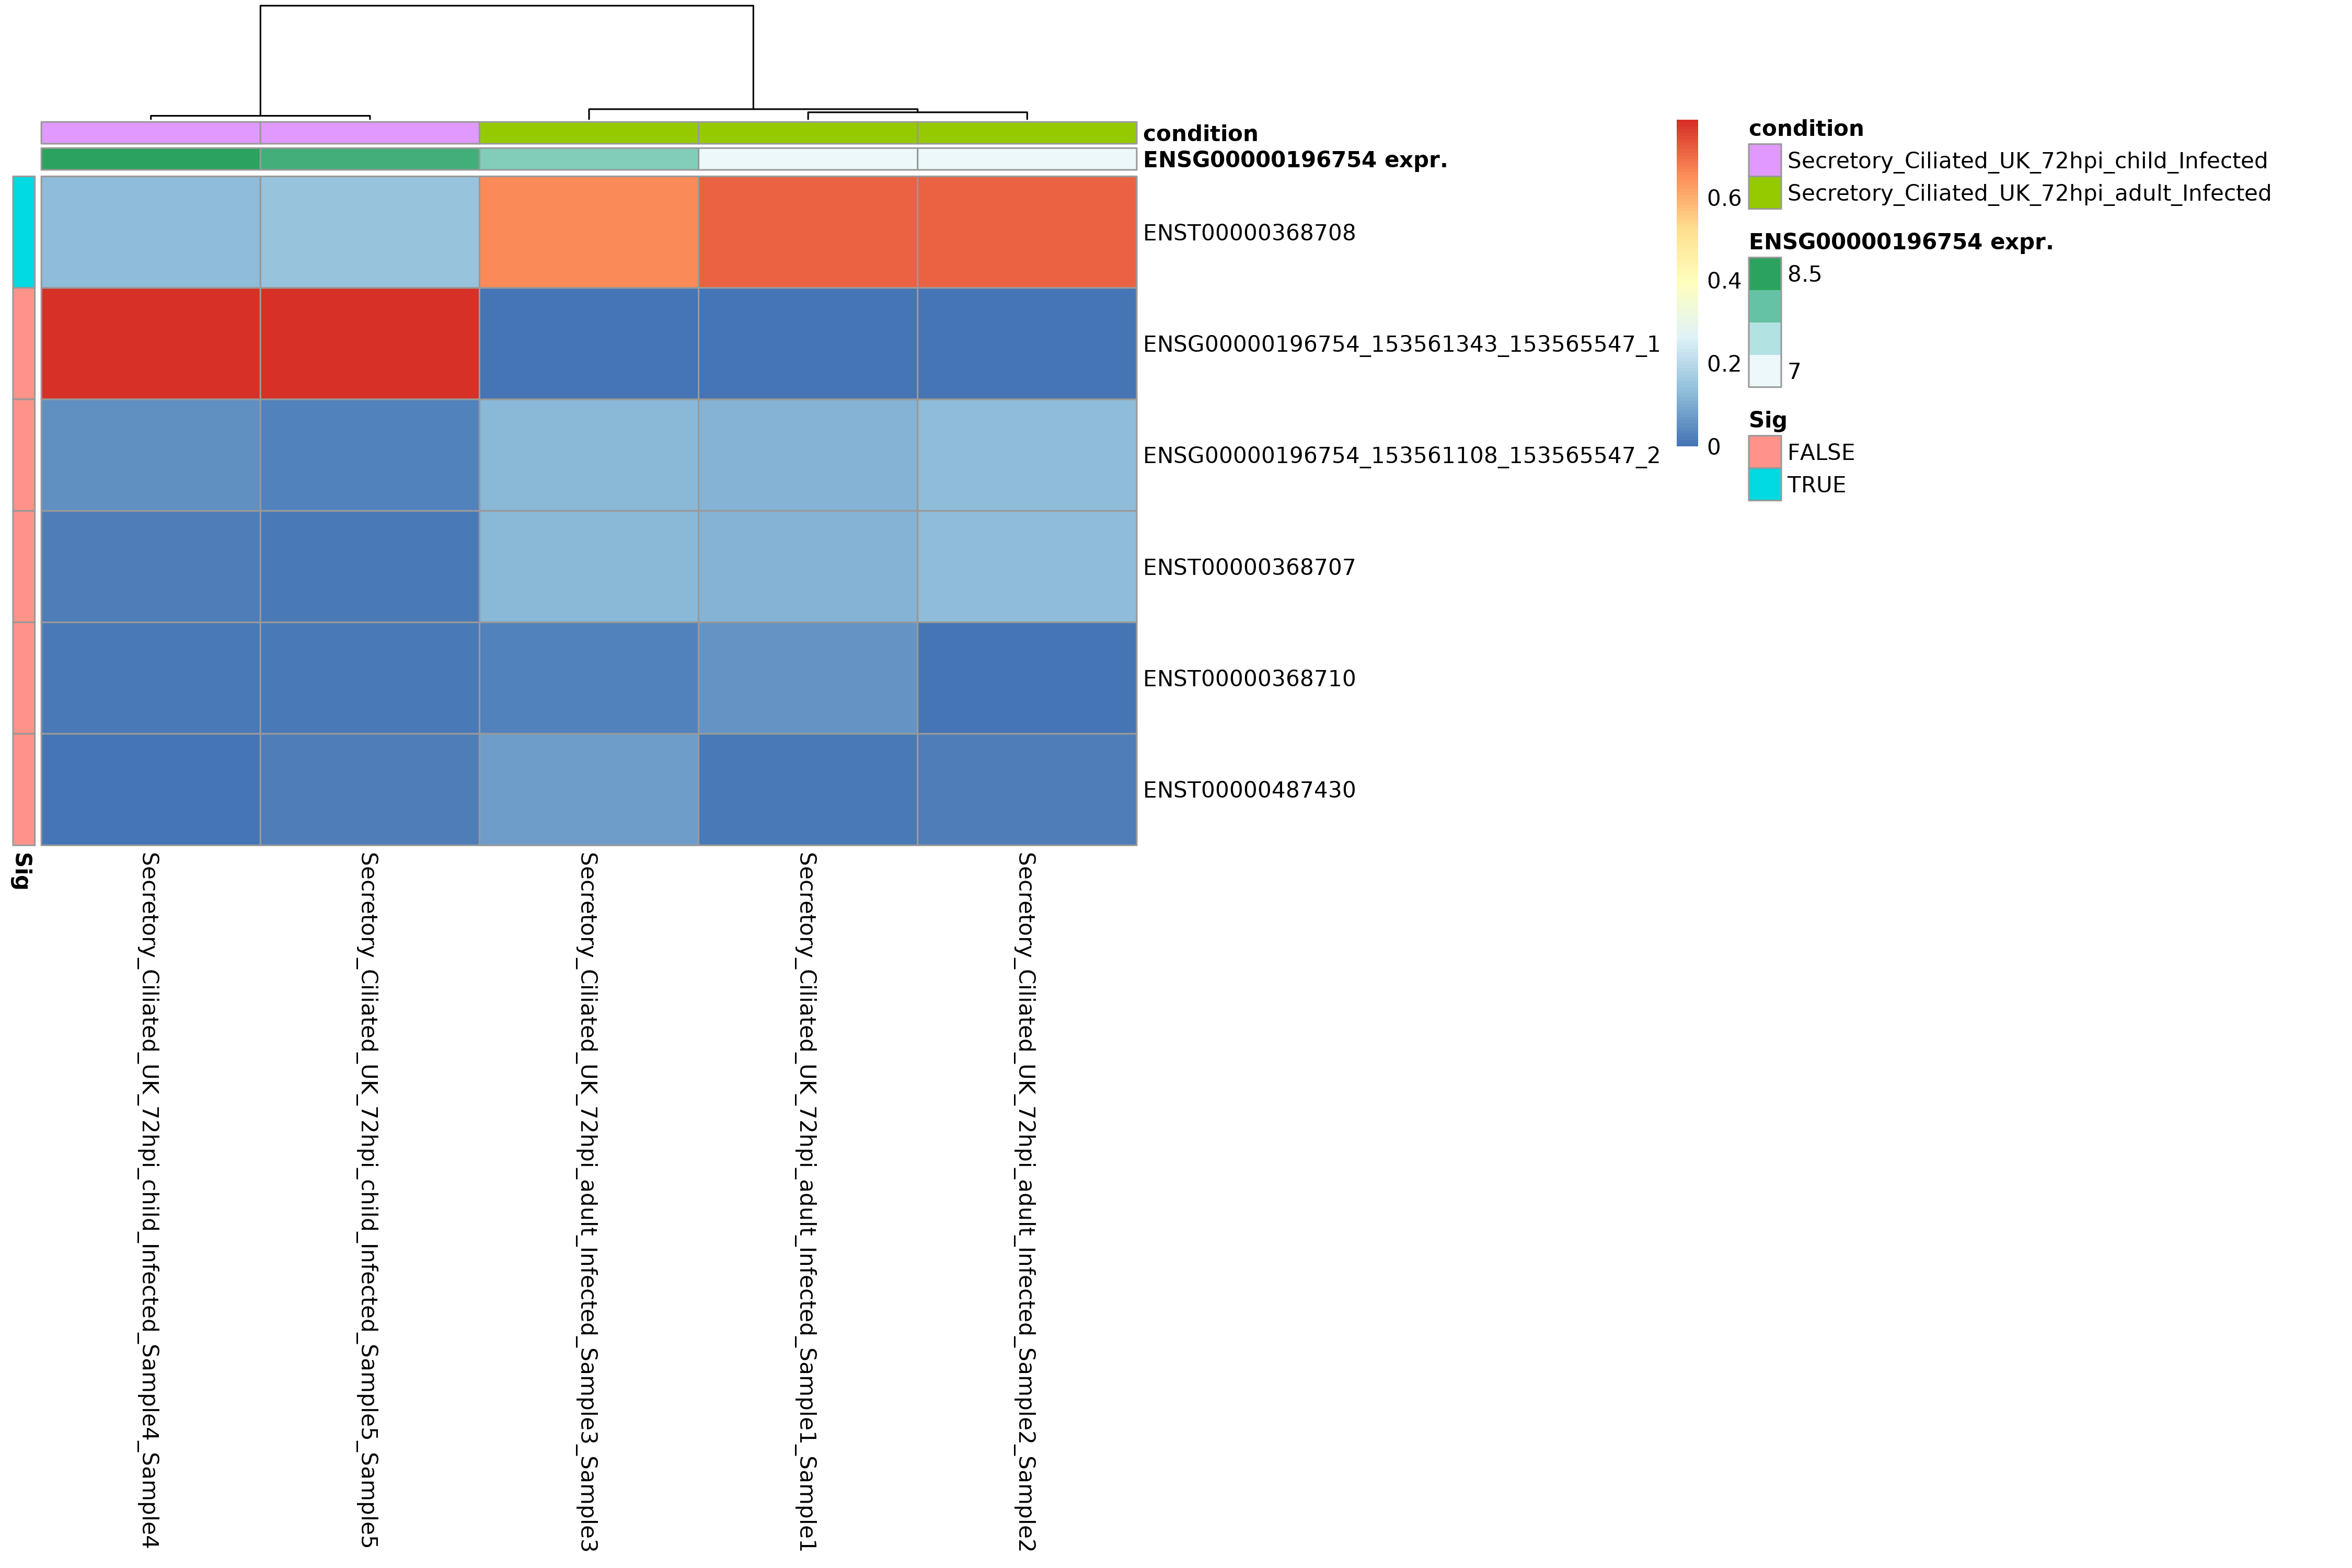 condition
ENSG00000196754 expr.
ENST00000368708
ENSG00000196754_153561343_153565547_1
ENSG00000196754_153561108_153565547_2
ENST00000368707
ENST00000368710
ENST00000487430
Sig
Secretory_Ciliated_UK_72hpi_child_Infected_Sample4_Sample4
Secretory_Ciliated_UK_72hpi_child_Infected_Sample5_Sample5
Secretory_Ciliated_UK_72hpi_adult_Infected_Sample3_Sample3
Secretory_Ciliated_UK_72hpi_adult_Infected_Sample1_Sample1
Secretory_Ciliated_UK_72hpi_adult_Infected_Sample2_Sample2
0.6
0.4
0.2
0
condition
Secretory_Ciliated_UK_72hpi_child_Infected
Secretory_Ciliated_UK_72hpi_adult_Infected
ENSG00000196754 expr.
8.5
7
Sig
FALSE
TRUE